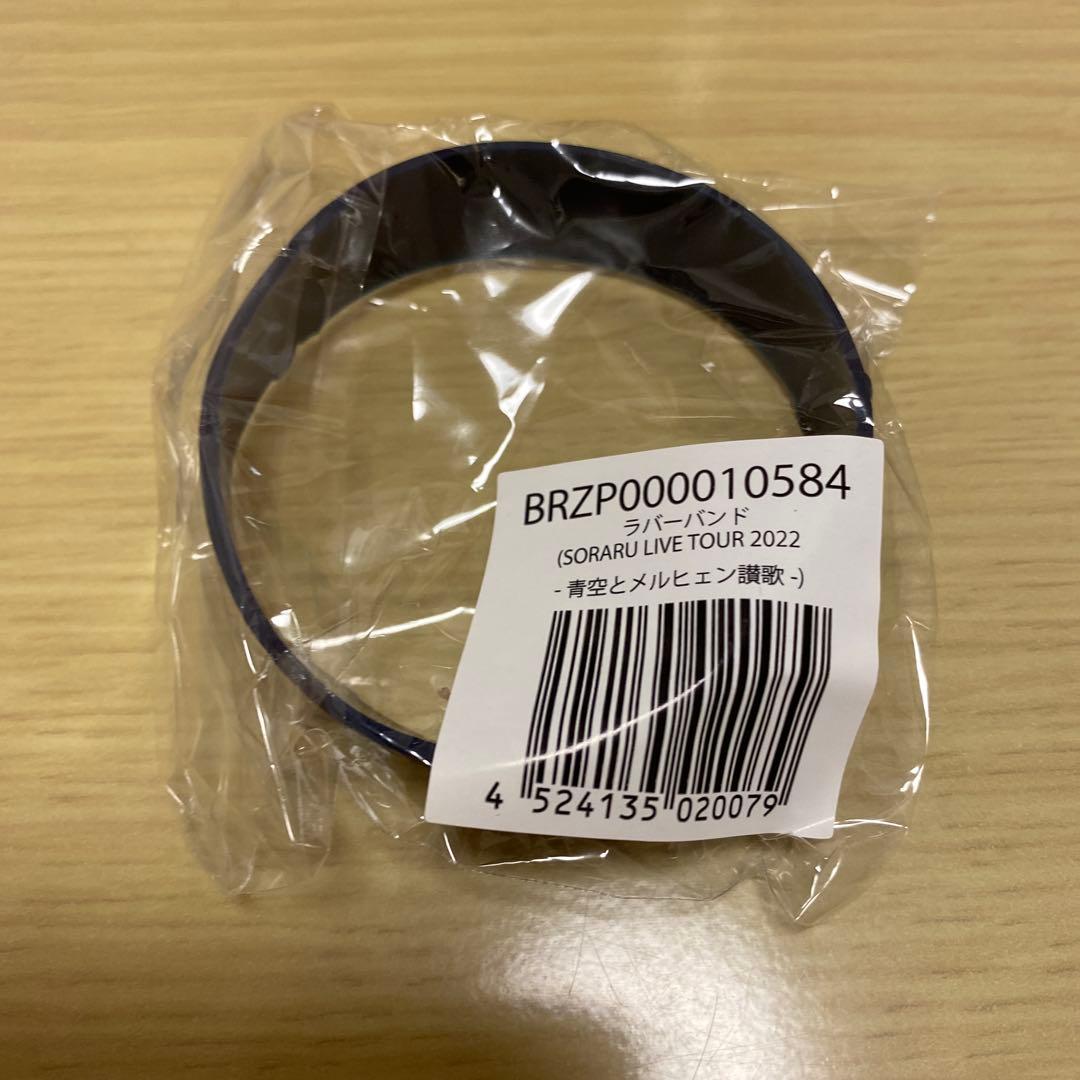 BRZP000010584
ラバーバンド
(SORARU LIVE TOUR 2022
- 青空とメルヒェン讃歌 -)
4 524135 020079